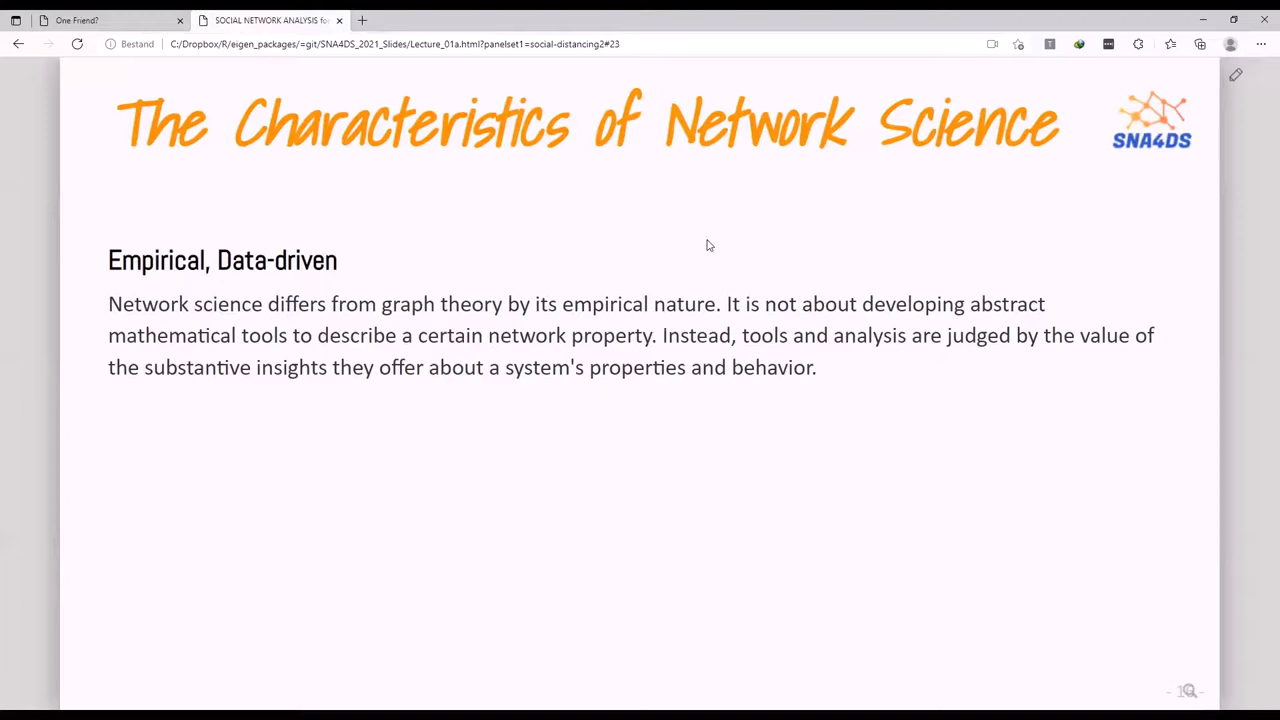 One Friend?
SOCIAL NETWORK ANALYSIS for
Bestand
C:/Dropbox/R/eigen_packages/=git/SNA4DS_2021_Slides/Lecture_01a.html?panelset1=social-distancing2#23
The Characteristics of Network Science
SNA4DS
Empirical, Data-driven
Network science differs from graph theory by its empirical nature. It is not about developing abstract
mathematical tools to describe a certain network property. Instead, tools and analysis are judged by the value of
the substantive insights they offer about a system's properties and behavior.